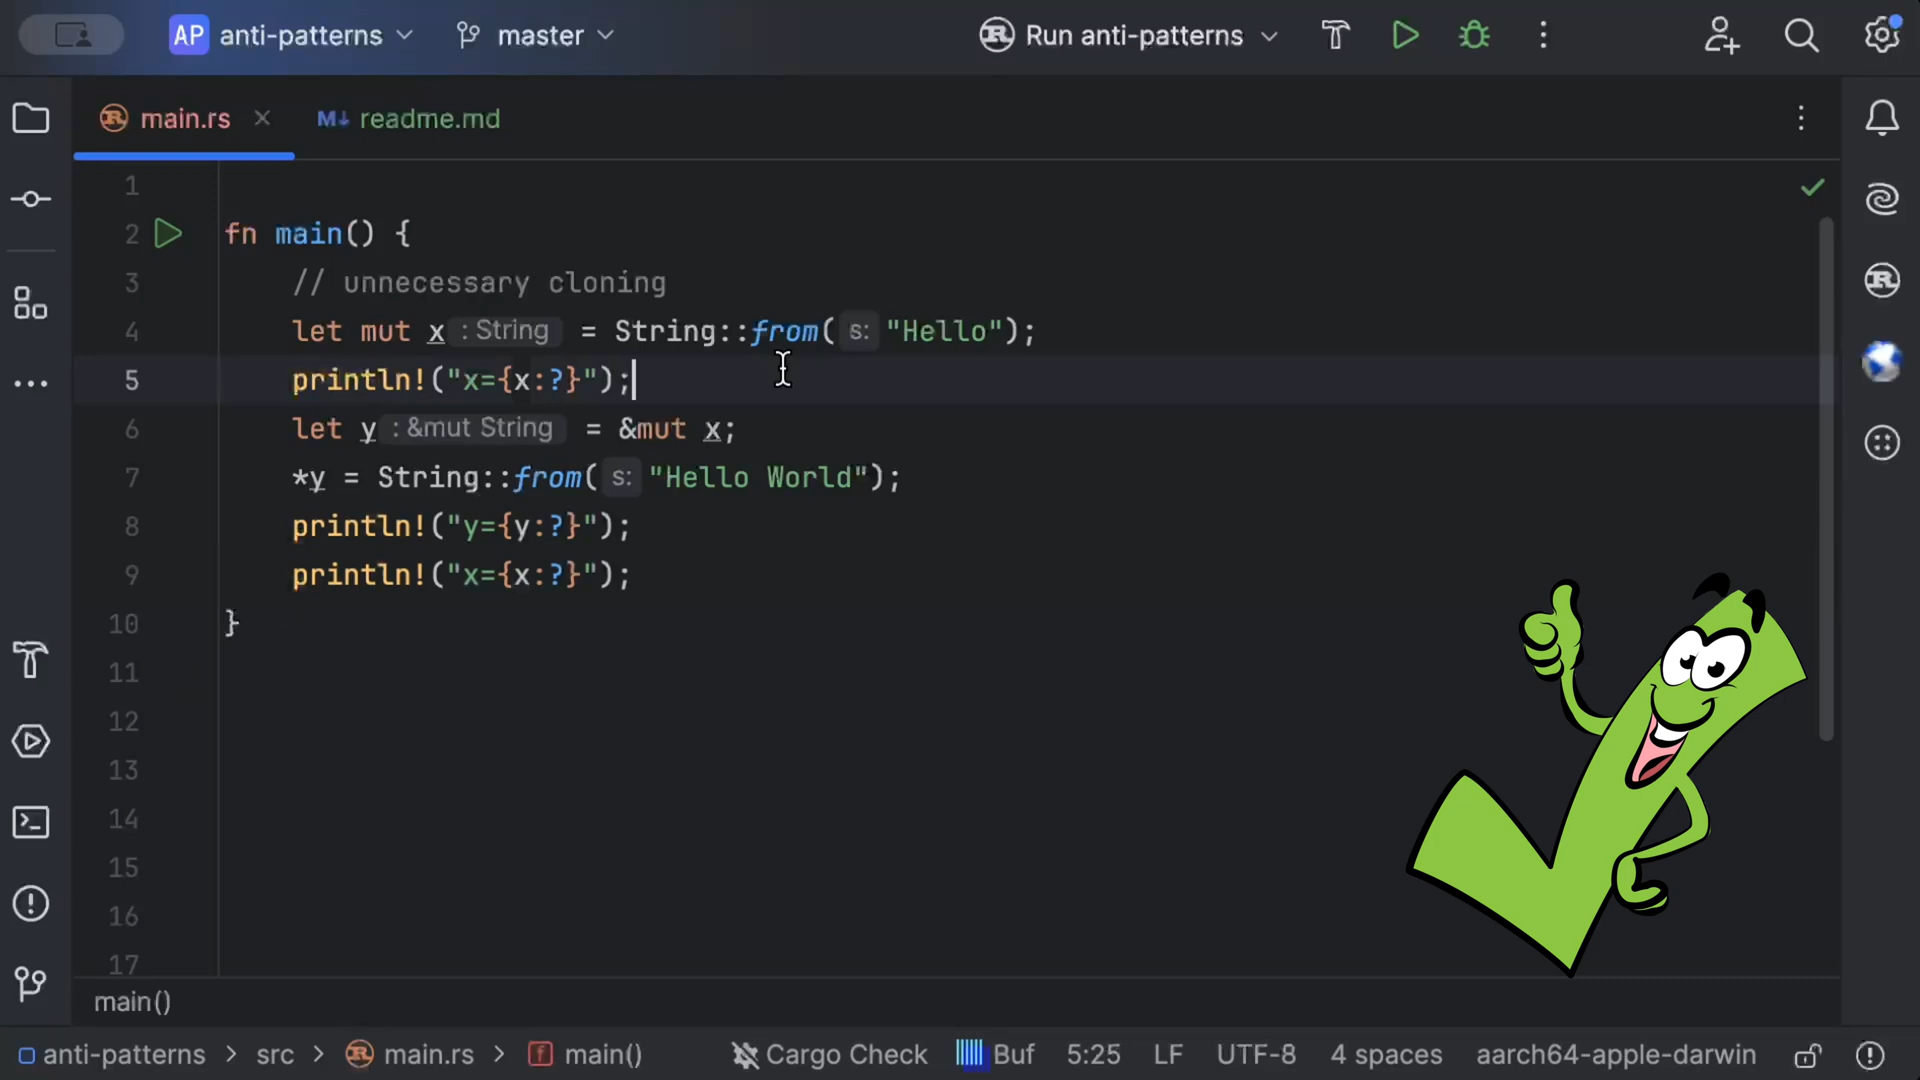 AP anti-patterns master Run anti-patterns
main.rs M↓ readme.md
1
2 fn main() {
3 // unnecessary cloning
4 let mut x : String = String::from( s: "Hello");
5 println!("x={x:?}");
6 let y : &mut String = &mut x;
7 *y = String::from( s: "Hello World");
8 println!("y={y:?}");
9 println!("x={x:?}");
10 }
11
12
13
14
15
16
17
main()
anti-patterns > src > main.rs > f main() Cargo Check Buf 5:25 LF UTF-8 4 spaces aarch64-apple-darwin